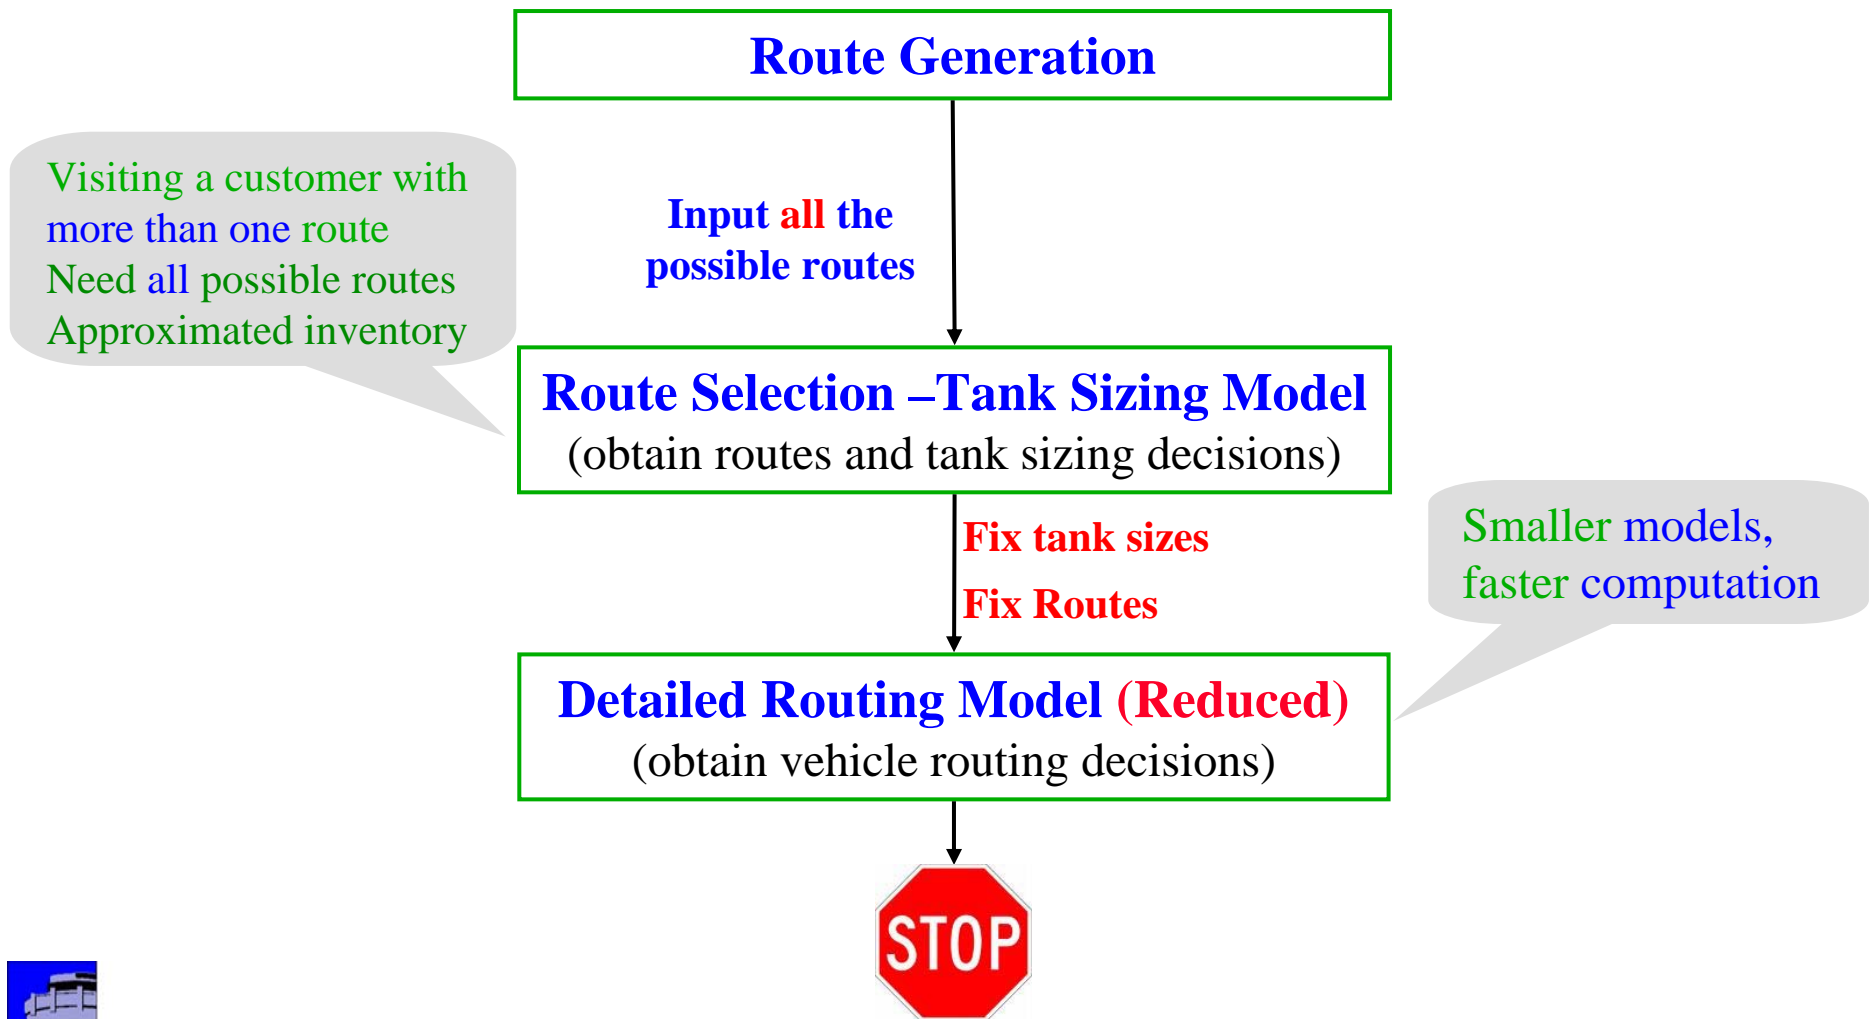 Route Generation
Visiting a customer with
more than one route
Need all possible routes
Approximated inventory
Input all the
possible routes
Route Selection –Tank Sizing Model
(obtain routes and tank sizing decisions)
Fix tank sizes
Fix Routes
Smaller models,
faster computation
Detailed Routing Model (Reduced)
(obtain vehicle routing decisions)
STOP